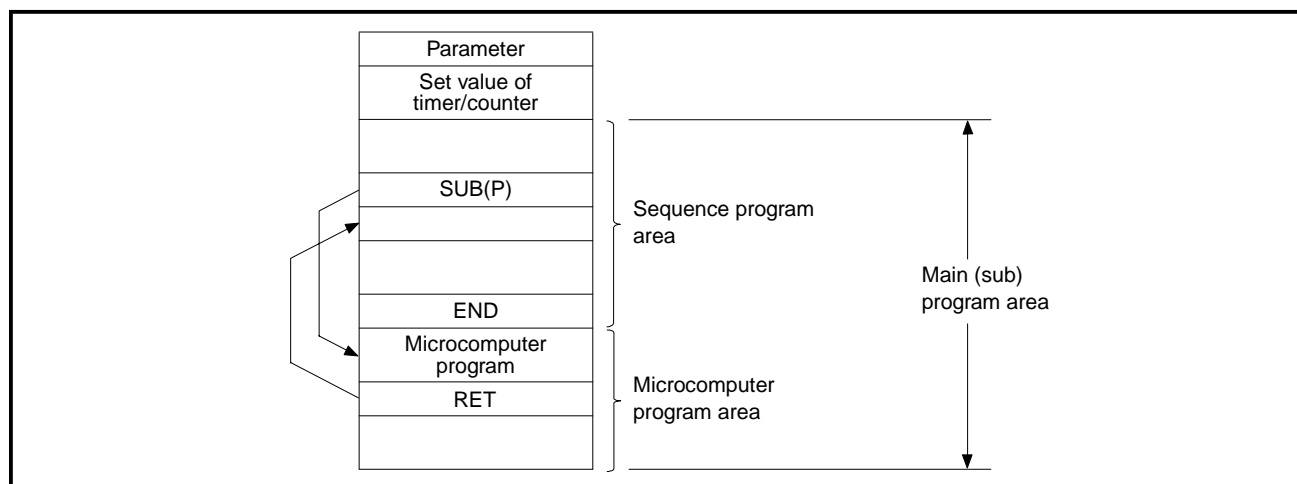 Parameter
Set value of
timer/counter
SUB(P)
Sequence program
area
Main (sub)
program area
END
Microcomputer
program
Microcomputer
program area
RET